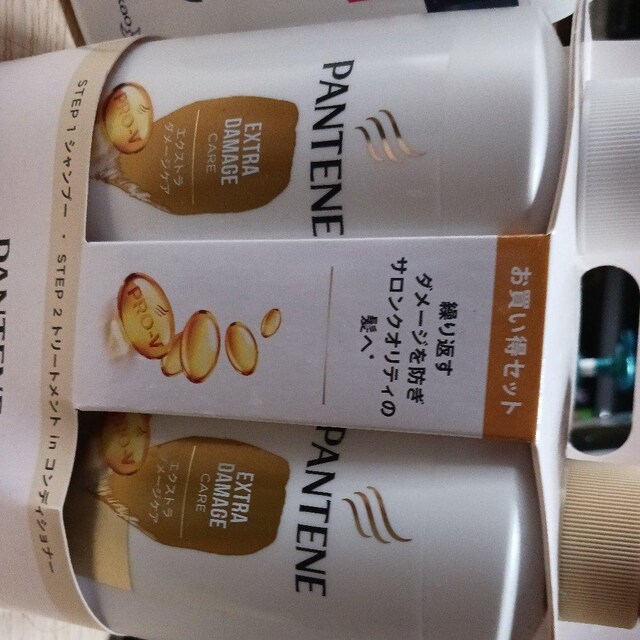 お買い得セット
繰り返す
ダメージを防ぎ
サロンクオリティの
髪へ。
PRO-V
PANTENE
EXTRA
DAMAGE
CARE
エクストラ
ダメージケア
PRO-V
PANTENE
EXTRA
DAMAGE
CARE
エクストラ
ダメージケア
STEP 1 シャンプー ・ STEP 2 トリートメント in コンディショナー
PANTENE